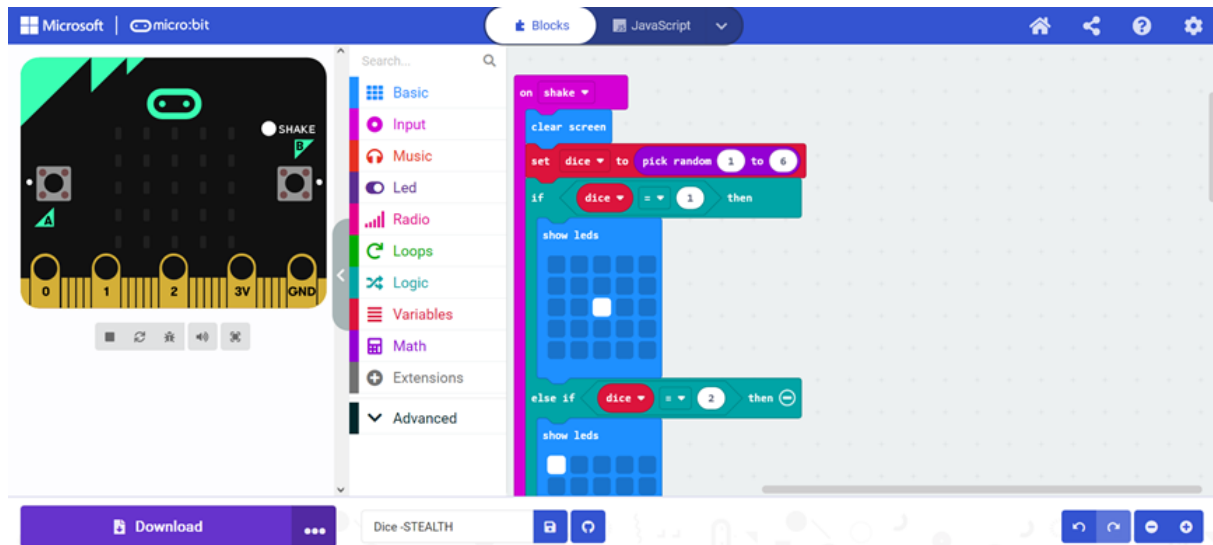 Microsoft micro:bit
Blocks
JavaScript
SHAKE
B
A
0 1 2 3V GND
Search...
Basic
Input
Music
Led
Radio
Loops
Logic
Variables
Math
Extensions
Advanced
on shake
clear screen
set dice to pick random 1 to 6
if dice = 1 then
show leds
else if dice = 2 then
show leds
Download
Dice -STEALTH